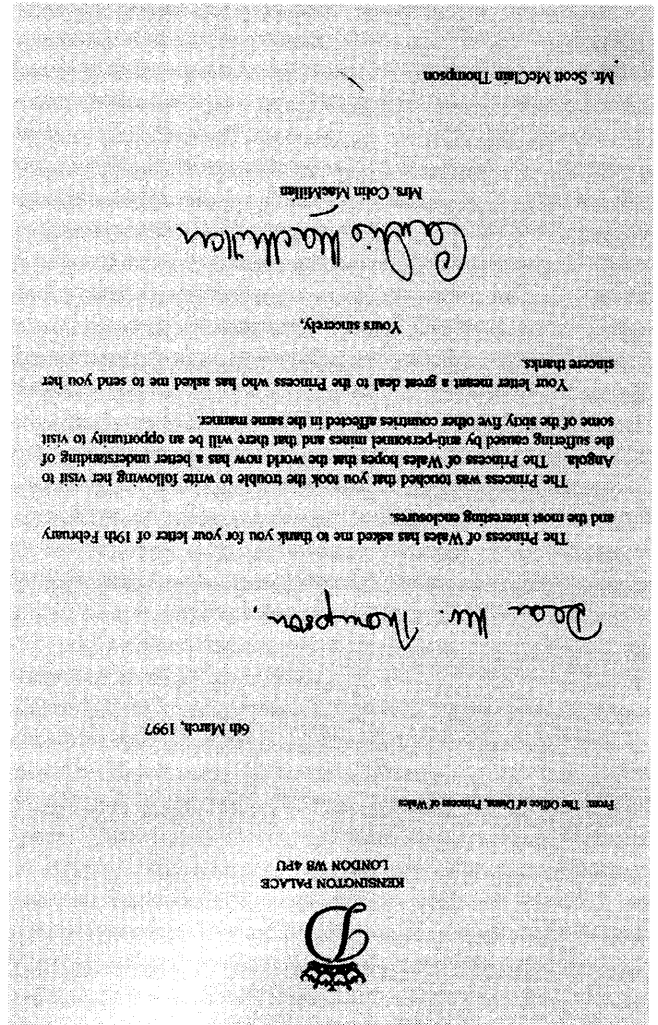 D
KENSINGTON PALACE
LONDON W8 4PU
From: The Office of Diana, Princess of Wales
6th March, 1997
Dear Mr. Thompson,
The Princess of Wales has asked me to thank you for your letter of 19th February
and the most interesting enclosures.
The Princess was touched that you took the trouble to write following her visit to
Angola. The Princess of Wales hopes that the world now has a better understanding of
the suffering caused by anti-personnel mines and that there will be an opportunity to visit
some of the sixty five other countries affected in the same manner.
Your letter meant a great deal to the Princess who has asked me to send you her
sincere thanks.
Yours sincerely,
MacMillan
Mrs. Colin MacMillan
Mr. Scott McClain Thompson